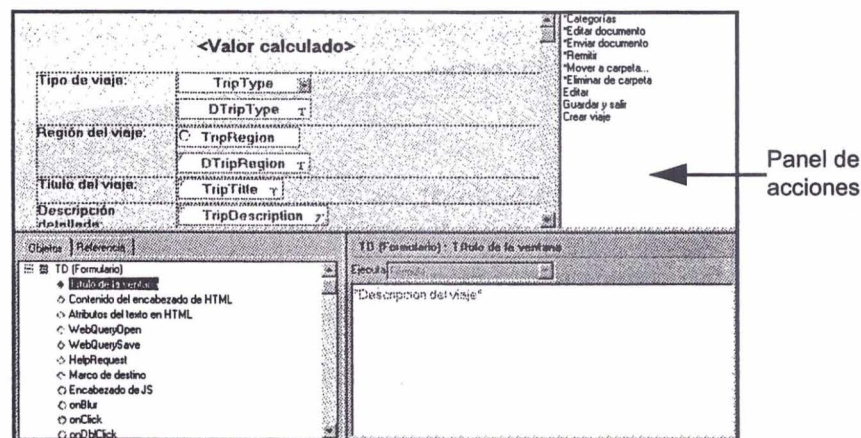 <Valor calculado>
Tipo de viaje:
TripType
DTripType T
Región del viaje:
TripRegion
DTripRegion T
Título del viaje:
TripTitle T
Descripción
detallada:
TripDescription T
*Categorías
*Editar documento
*Enviar documento
*Remitir
*Mover a carpeta...
*Eliminar de carpeta
Editar
Guardar y salir
Crear viaje
Panel de
acciones
Objetos
Referencia
TD (Formulario)
Título de la ventana
Contenido del encabezado de HTML
Atributos del texto en HTML
WebQueryOpen
WebQuerySave
HelpRequest
Marco de destino
Encabezado de JS
onBlur
onClick
onDblClick
TD (Formulario) : Título de la ventana
Ejecuta
Fórmula
"Descripción del viaje"